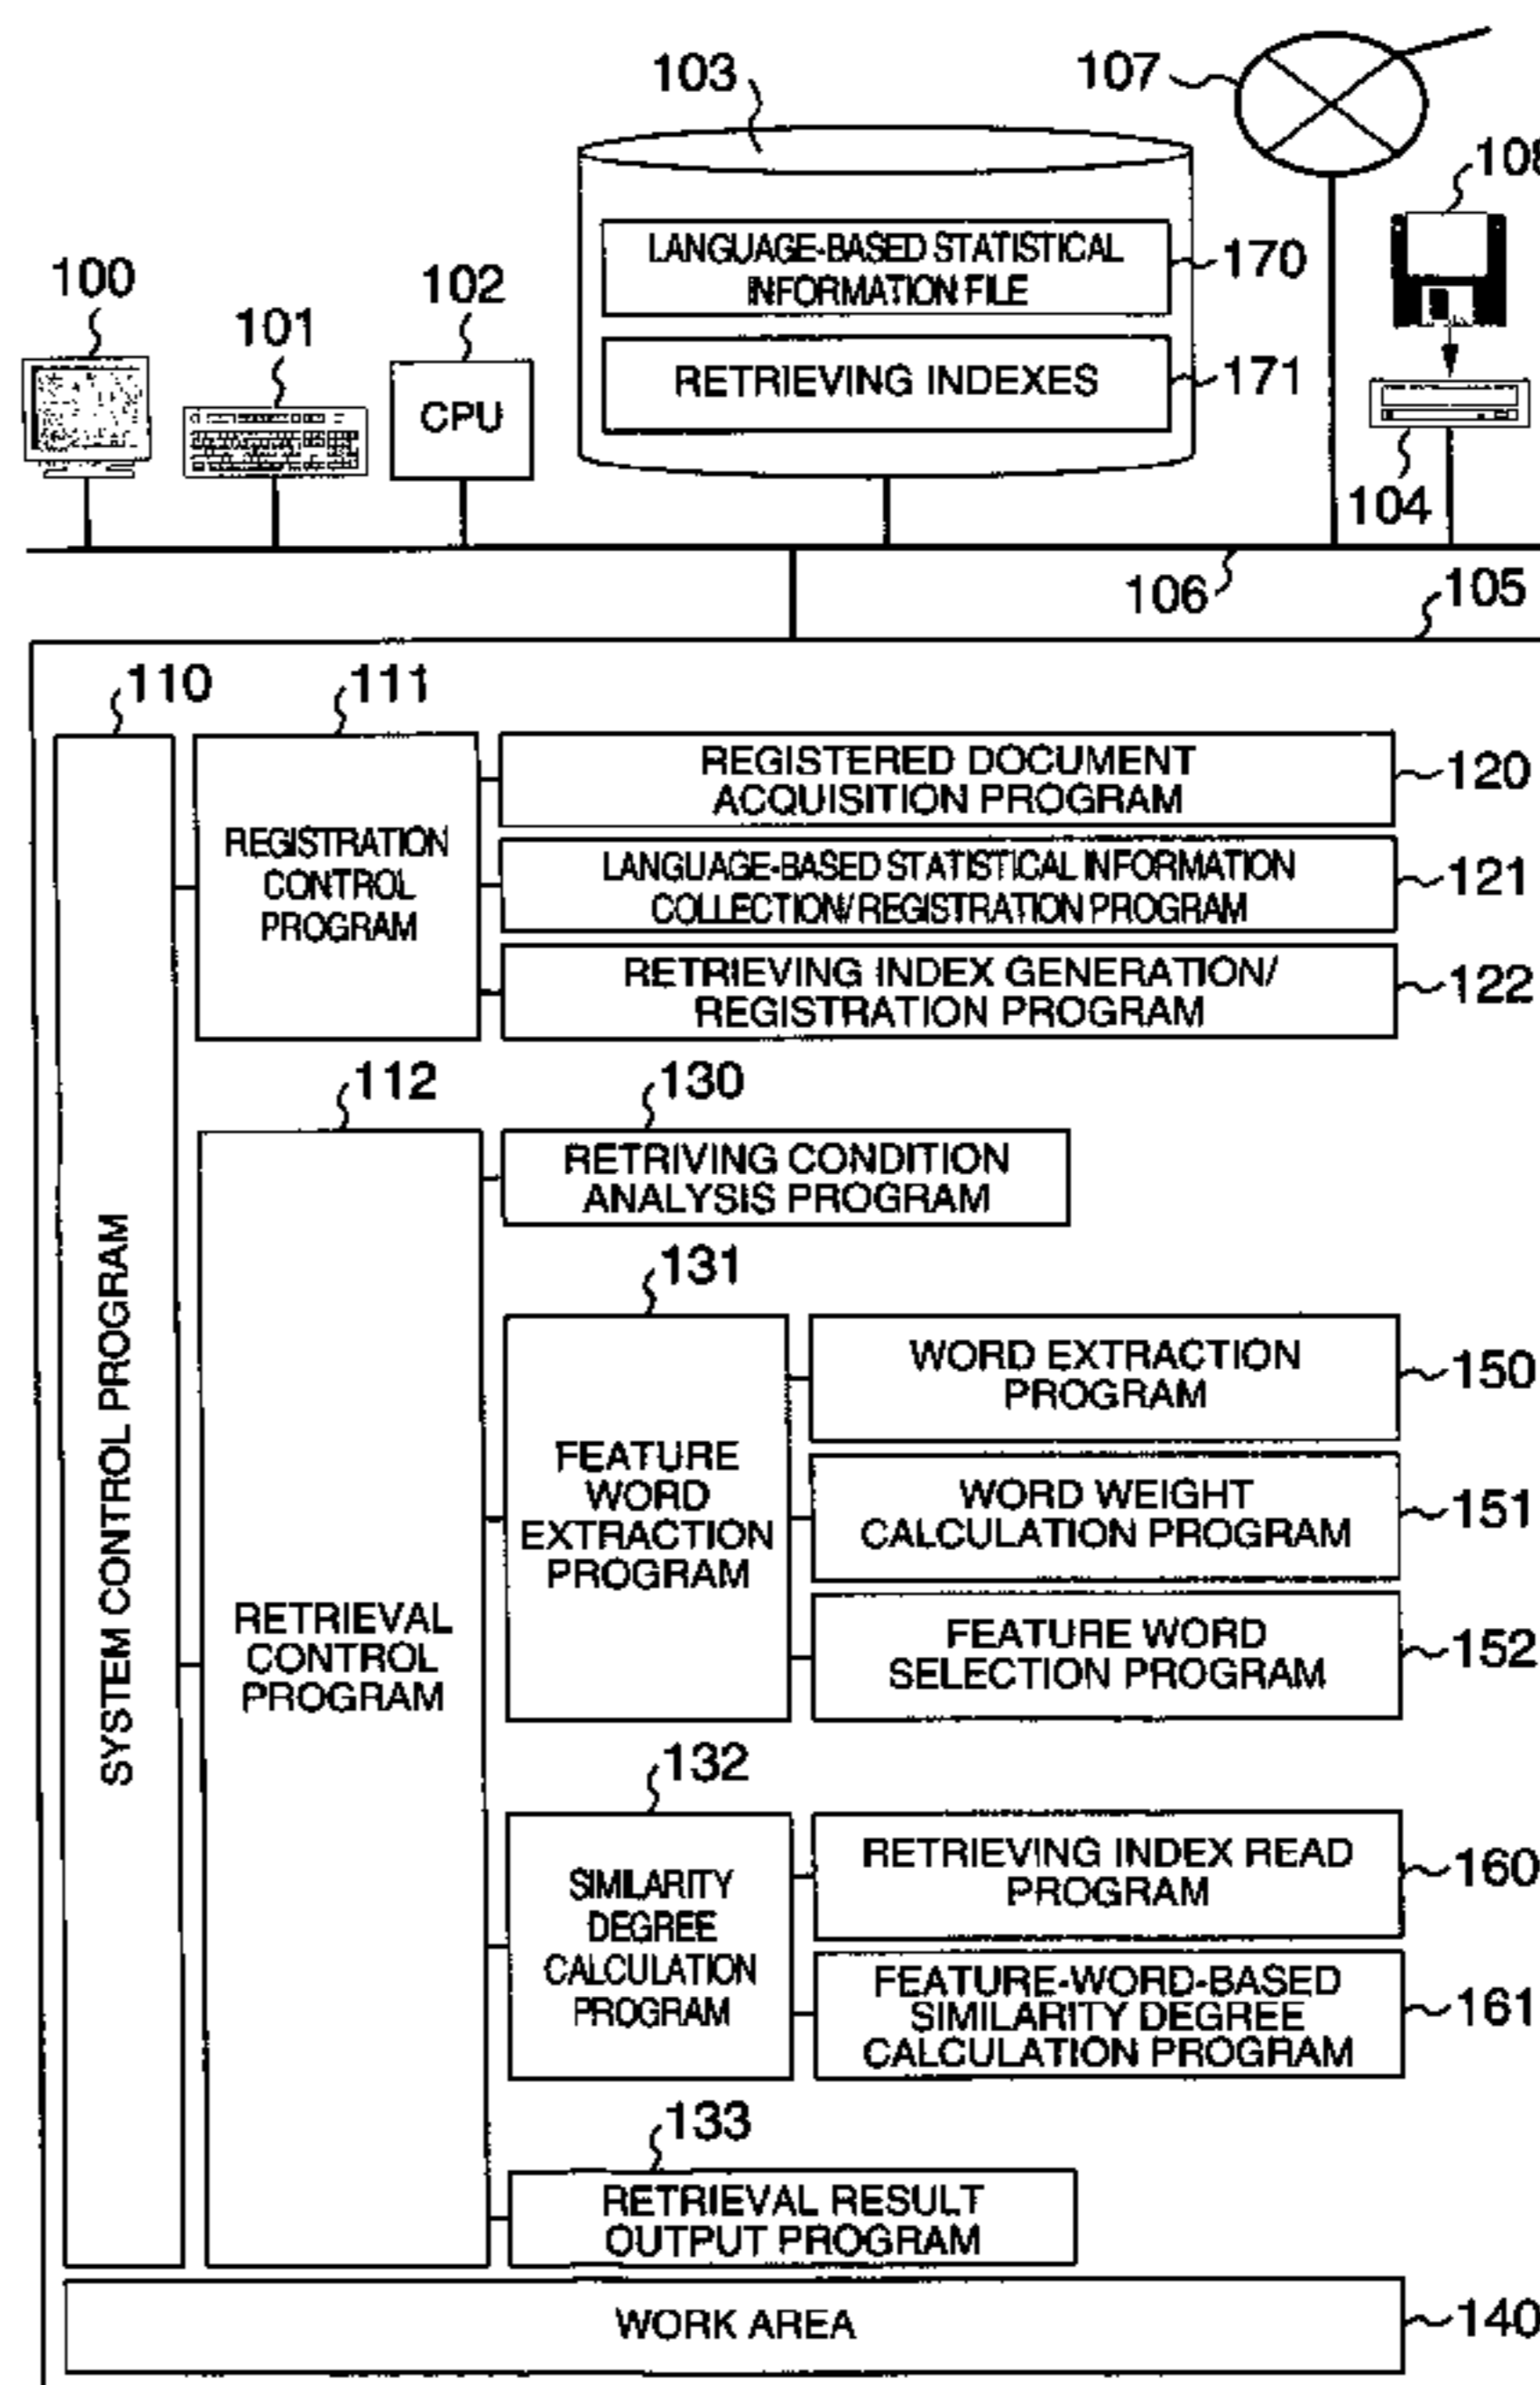 103
107
108
LANGUAGE-BASED STATISTICAL
INFORMATION FILE
170
100
101
102
CPU
RETRIEVING INDEXES
171
104
106
105
110
111
REGISTRATION
CONTROL
PROGRAM
REGISTERED DOCUMENT
ACQUISITION PROGRAM
120
LANGUAGE-BASED STATISTICAL INFORMATION
COLLECTION/REGISTRATION PROGRAM
121
RETRIEVING INDEX GENERATION/
REGISTRATION PROGRAM
122
112
130
RETRIVING CONDITION
ANALYSIS PROGRAM
SYSTEM CONTROL PROGRAM
RETRIEVAL
CONTROL
PROGRAM
131
FEATURE
WORD
EXTRACTION
PROGRAM
WORD EXTRACTION
PROGRAM
150
WORD WEIGHT
CALCULATION PROGRAM
151
FEATURE WORD
SELECTION PROGRAM
152
132
SIMILARITY
DEGREE
CALCULATION
PROGRAM
RETRIEVING INDEX READ
PROGRAM
160
FEATURE-WORD-BASED
SIMILARITY DEGREE
CALCULATION PROGRAM
161
133
RETRIEVAL RESULT
OUTPUT PROGRAM
WORK AREA
140